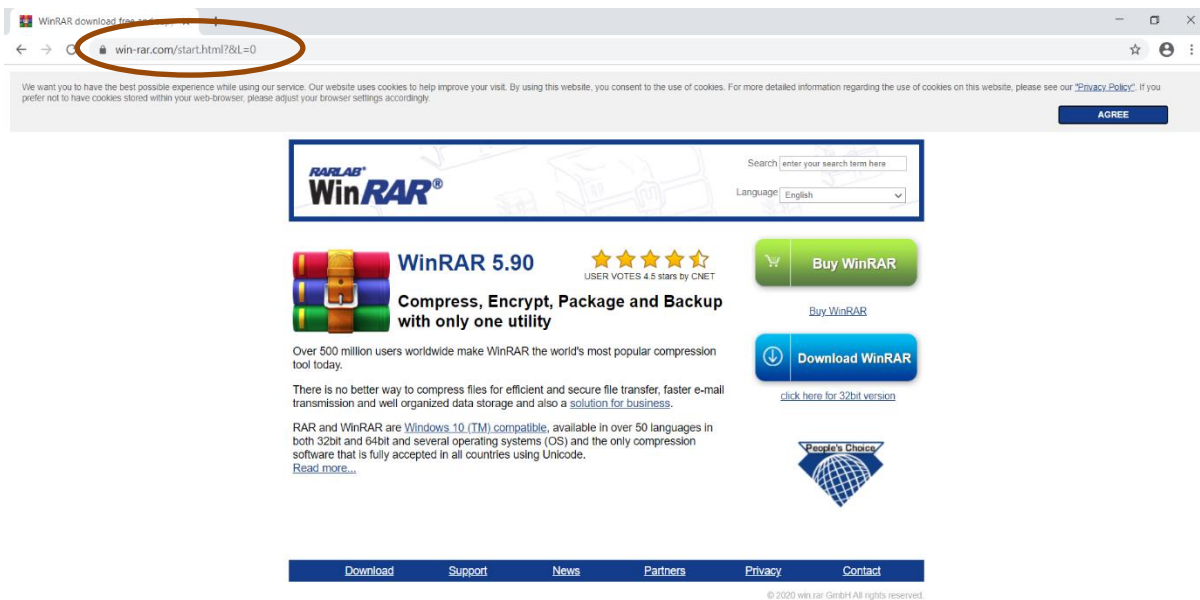 WinRAR download free and
win-rar.com/start.html?&L=0
We want you to have the best possible experience while using our service. Our website uses cookies to help improve your visit. By using this website, you consent to the use of cookies. For more detailed information regarding the use of cookies on this website, please see our "Privacy Policy". If you
prefer not to have cookies stored within your web-browser, please adjust your browser settings accordingly.
AGREE
RARLAB®
WinRAR®
Search enter your search term here
Language English
WinRAR 5.90
USER VOTES 4.5 stars by CNET
Compress, Encrypt, Package and Backup
with only one utility
Over 500 million users worldwide make WinRAR the world's most popular compression
tool today.
There is no better way to compress files for efficient and secure file transfer, faster e-mail
transmission and well organized data storage and also a solution for business.
RAR and WinRAR are Windows 10 (TM) compatible, available in over 50 languages in
both 32bit and 64bit and several operating systems (OS) and the only compression
software that is fully accepted in all countries using Unicode.
Read more...
Buy WinRAR
Buy WinRAR
Download WinRAR
click here for 32bit version
People's Choice
Download Support News Partners Privacy Contact
© 2020 win.rar GmbH All rights reserved.